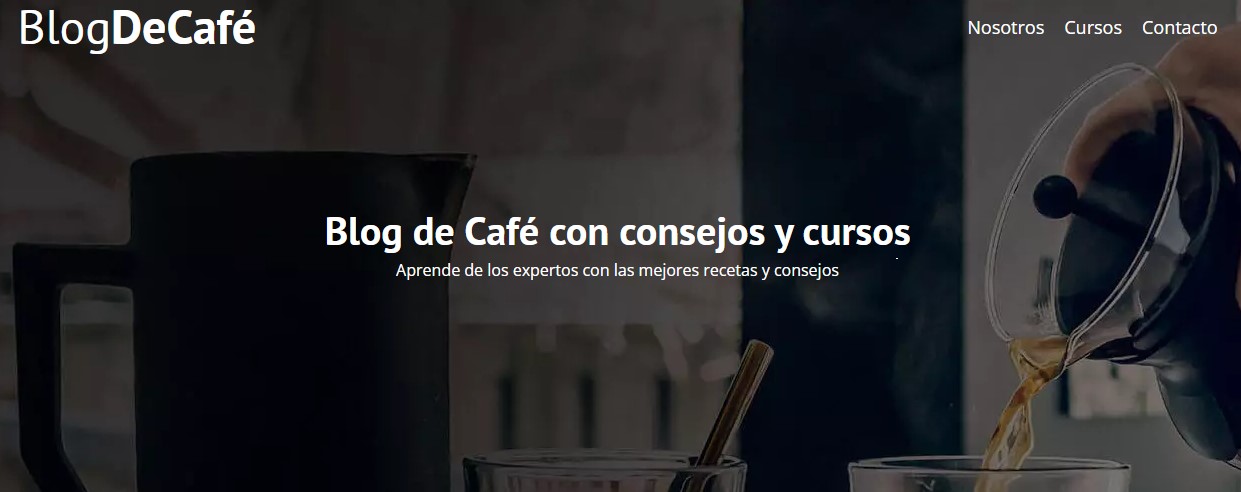 BlogDeCafé
Nosotros Cursos Contacto
Blog de Café con consejos y cursos
Aprende de los expertos con las mejores recetas y consejos